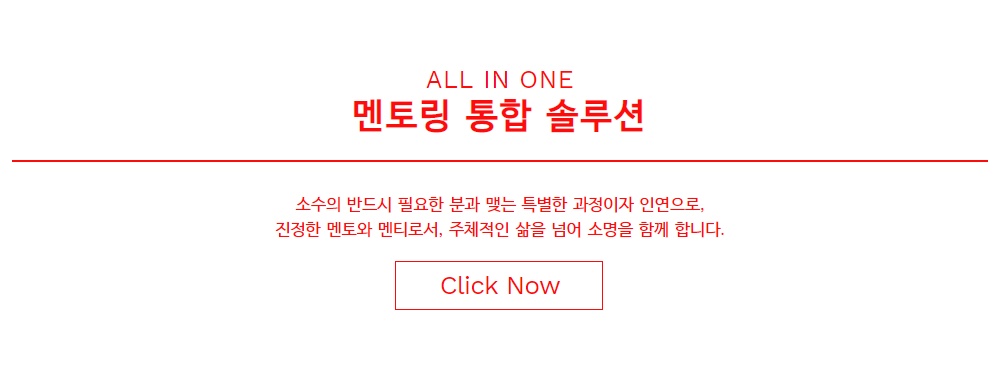 ALL IN ONE
멘토링 통합 솔루션
소수의 반드시 필요한 분과 맺는 특별한 과정이자 인연으로,
진정한 멘토와 멘티로서, 주체적인 삶을 넘어 소명을 함께 합니다.
Click Now